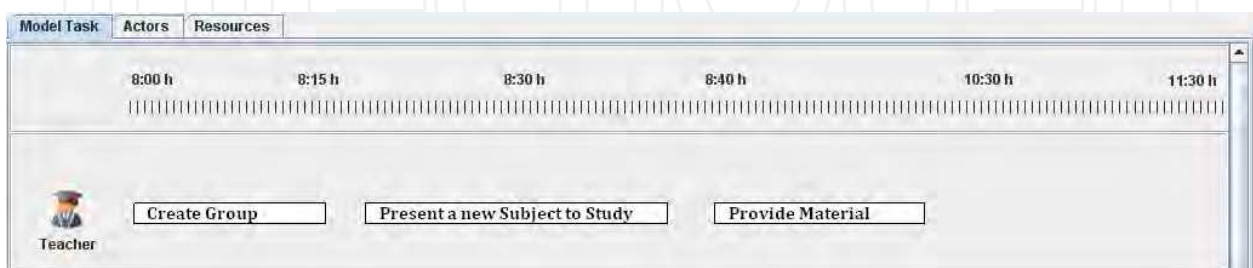 Model Task Actors Resources
8:00 h 8:15 h 8:30 h 8:40 h 10:30 h 11:30 h
Create Group Present a new Subject to Study Provide Material
Teacher